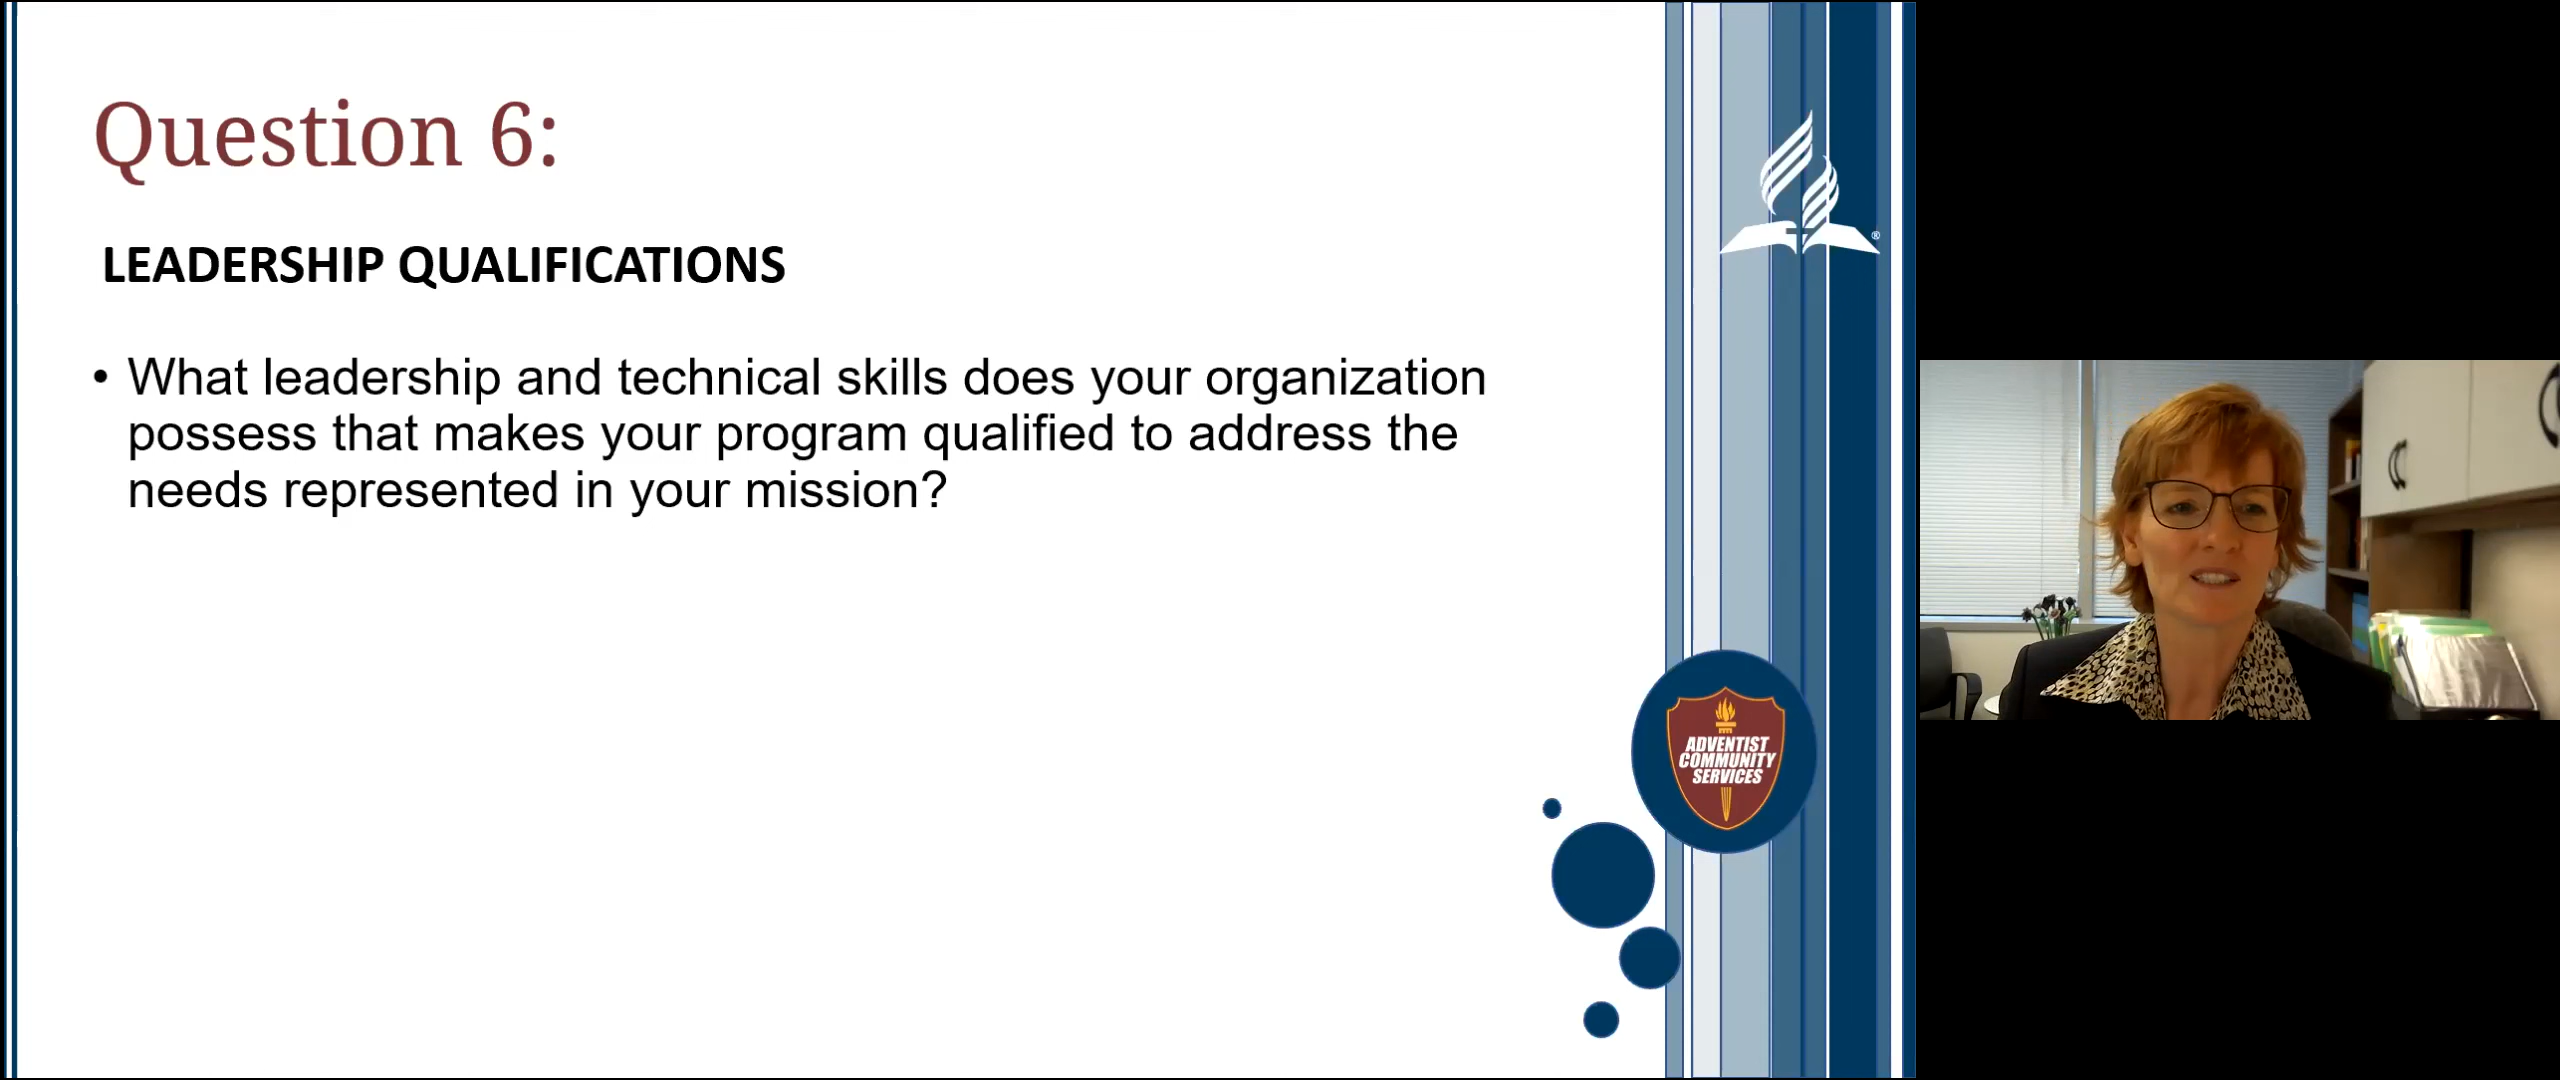 Question 6:
LEADERSHIP QUALIFICATIONS
• What leadership and technical skills does your organization
possess that makes your program qualified to address the
needs represented in your mission?
®
ADVENTIST
COMMUNITY
SERVICES